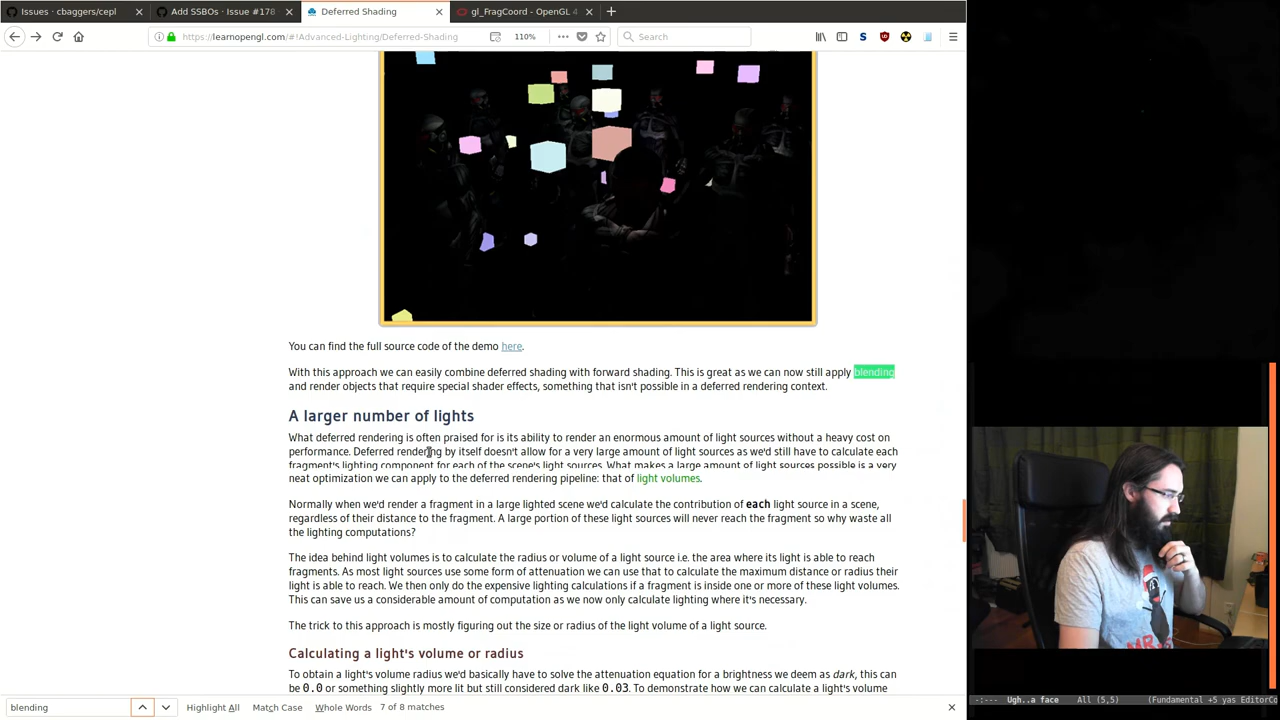 Issues · cbaggers/cepl
Add SSBOs · Issue #178
Deferred Shading
gl_FragCoord - OpenGL 4
https://learnopengl.com/#!Advanced-Lighting/Deferred-Shading
110%
Search
You can find the full source code of the demo here.
With this approach we can easily combine deferred shading with forward shading. This is great as we can now still apply blending
and render objects that require special shader effects, something that isn't possible in a deferred rendering context.
A larger number of lights
What deferred rendering is often praised for is its ability to render an enormous amount of light sources without a heavy cost on
performance. Deferred rendering by itself doesn't allow for a very large amount of light sources as we'd still have to calculate each
fragment's lighting component for each of the scene's light sources. What makes a large amount of light sources possible is a very
neat optimization we can apply to the deferred rendering pipeline: that of light volumes.
Normally when we'd render a fragment in a large lighted scene we'd calculate the contribution of each light source in a scene,
regardless of their distance to the fragment. A large portion of these light sources will never reach the fragment so why waste all
the lighting computations?
The idea behind light volumes is to calculate the radius or volume of a light source i.e. the area where its light is able to reach
fragments. As most light sources use some form of attenuation we can use that to calculate the maximum distance or radius their
light is able to reach. We then only do the expensive lighting calculations if a fragment is inside one or more of these light volumes.
This can save us a considerable amount of computation as we now only calculate lighting where it's necessary.
The trick to this approach is mostly figuring out the size or radius of the light volume of a light source.
Calculating a light's volume or radius
To obtain a light's volume radius we'd basically have to solve the attenuation equation for a brightness we deem as dark, this can
be 0.0 or something slightly more lit but still considered dark like 0.03. To demonstrate how we can calculate a light's volume
blending
Highlight All
Match Case
Whole Words
7 of 8 matches
-:--- Ugh..a face All (5,5) (Fundamental +5 yas EditorCo